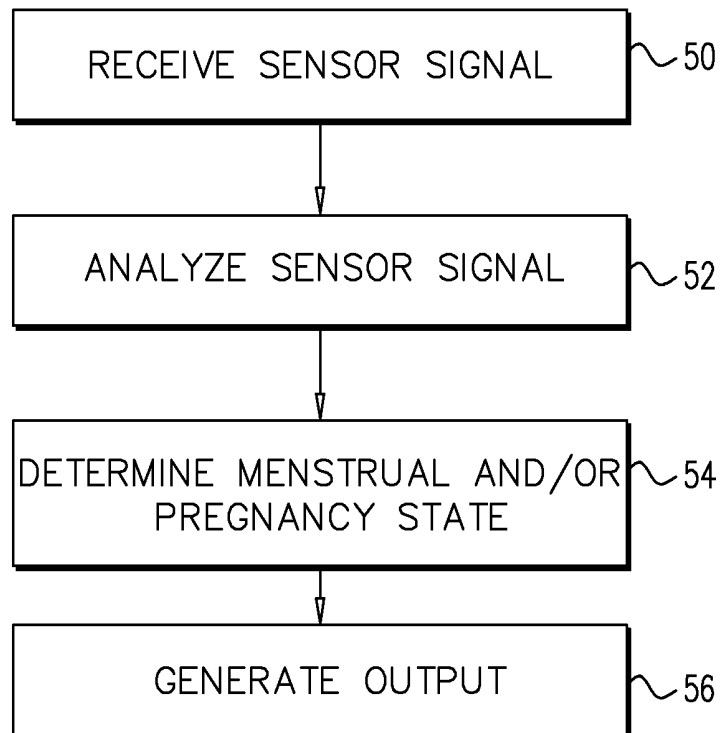 RECEIVE SENSOR SIGNAL
50
ANALYZE SENSOR SIGNAL
52
DETERMINE MENSTRUAL AND/OR
PREGNANCY STATE
54
GENERATE OUTPUT
56